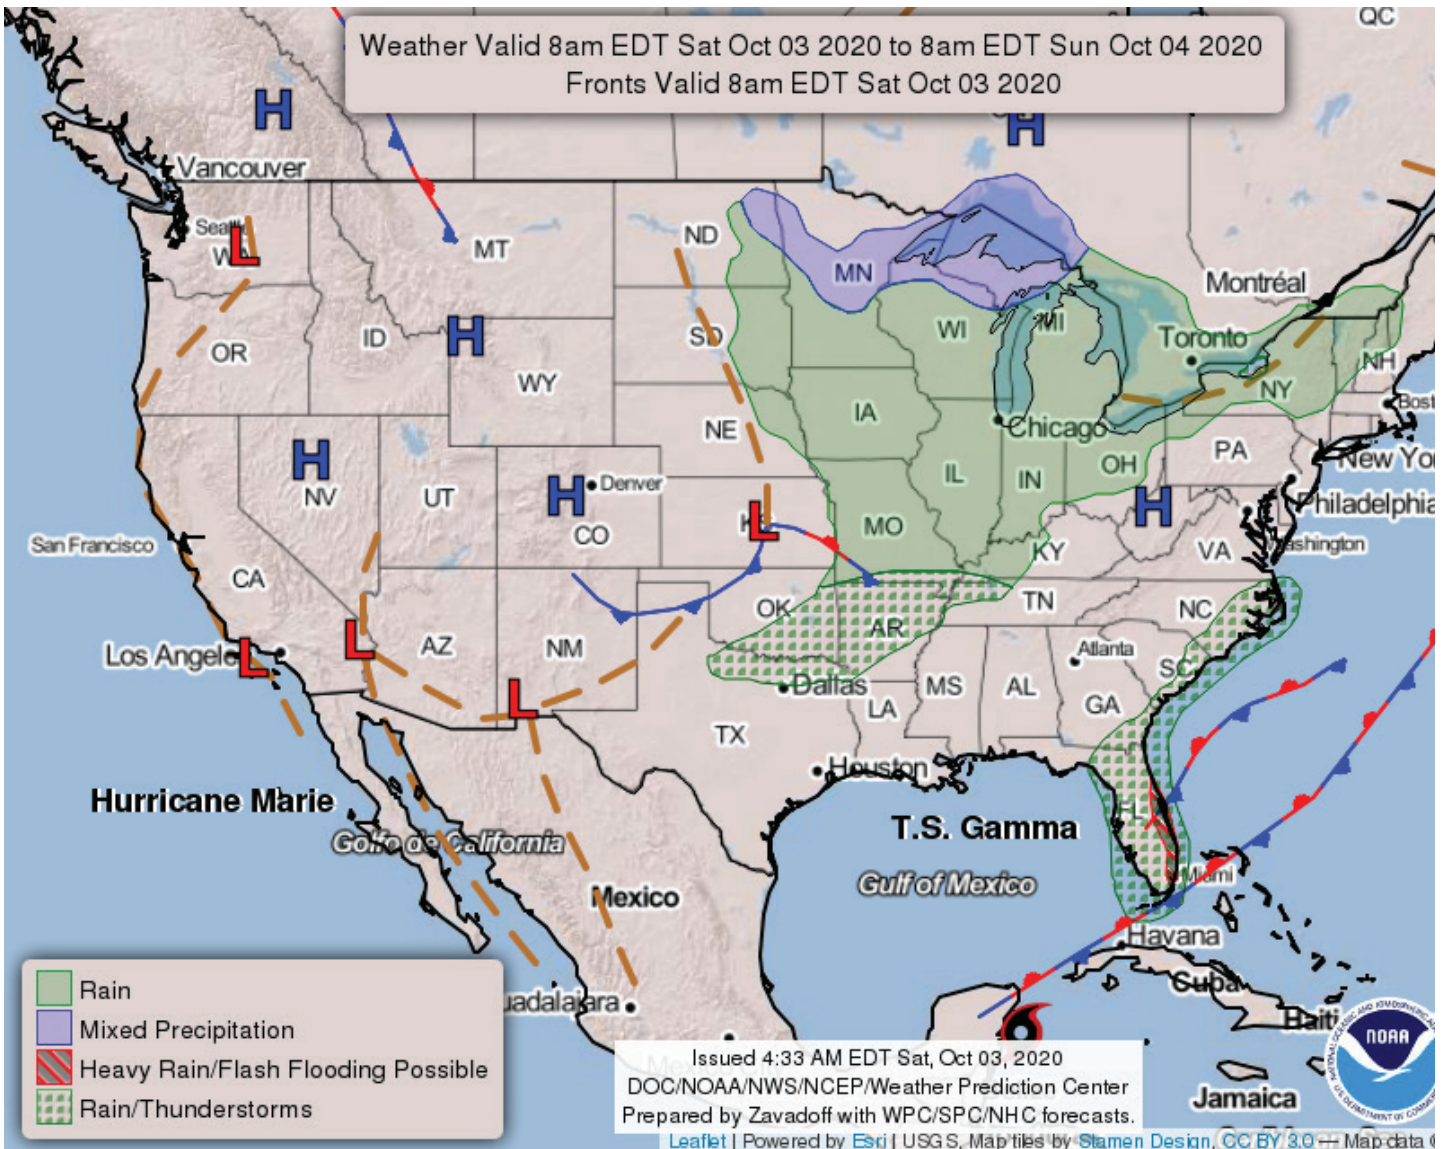 QC
Weather Valid 8am EDT Sat Oct 03 2020 to 8am EDT Sun Oct 04 2020
Fronts Valid 8am EDT Sat Oct 03 2020
H
H
Vancouver
L
MT
ND
MN
Montréal
H
OR
ID
WY
SD
WI
MI
Toronto
NH
NY
IA
NE
Chicago
H
NV
UT
H
Denver
CO
L
MO
IL
IN
OH
PA
H
New Yo
Philadelphia
San Francisco
CA
KY
VA
ashington
OK
AR
TN
NC
Los Angele
L
L
AZ
NM
L
Dallas
MS
AL
Atlanta
GA
SC
TX
LA
Houston
Hurricane Marie
Golfo de California
T.S. Gamma
FL
Gulf of Mexico
Miami
Mexico
Havana
Cuba
Haiti
uadalajara
Jamaica
NOAA
Rain
Mixed Precipitation
Heavy Rain/Flash Flooding Possible
Rain/Thunderstorms
Issued 4:33 AM EDT Sat, Oct 03, 2020
DOC/NOAA/NWS/NCEP/Weather Prediction Center
Prepared by Zavadoff with WPC/SPC/NHC forecasts.
Leaflet | Powered by Esri | USGS, Map tiles by Stamen Design, CC BY 3.0 — Map data ©